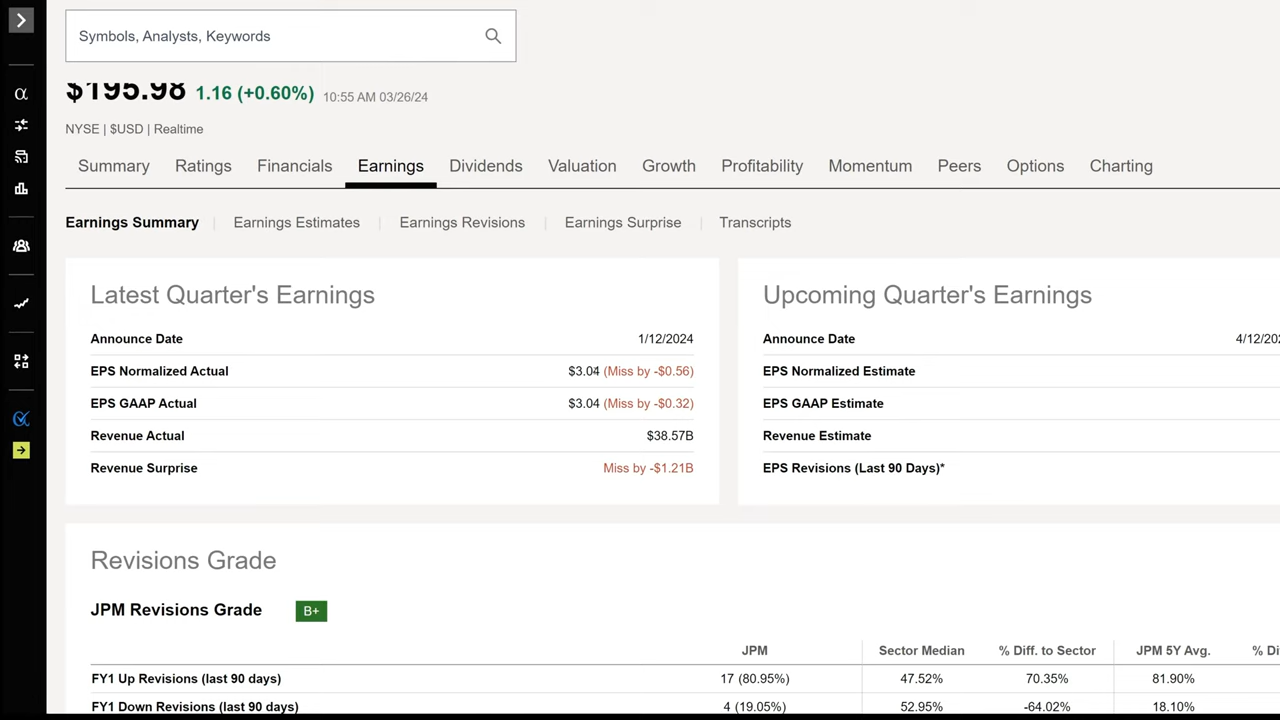 Symbols, Analysts, Keywords
$195.98 1.16 (+0.60%) 10:55 AM 03/26/24
NYSE | $USD | Realtime
Summary Ratings Financials Earnings Dividends Valuation Growth Profitability Momentum Peers Options Charting
Earnings Summary | Earnings Estimates | Earnings Revisions | Earnings Surprise | Transcripts
Latest Quarter's Earnings
Announce Date 1/12/2024
EPS Normalized Actual $3.04 (Miss by -$0.56)
EPS GAAP Actual $3.04 (Miss by -$0.32)
Revenue Actual $38.57B
Revenue Surprise Miss by -$1.21B
Upcoming Quarter's Earnings
Announce Date 4/12/202
EPS Normalized Estimate
EPS GAAP Estimate
Revenue Estimate
EPS Revisions (Last 90 Days)*
Revisions Grade
JPM Revisions Grade B+
JPM Sector Median % Diff. to Sector JPM 5Y Avg. % Di
FY1 Up Revisions (last 90 days) 17 (80.95%) 47.52% 70.35% 81.90%
FY1 Down Revisions (last 90 days) 4 (19.05%) 52.95% -64.02% 18.10%